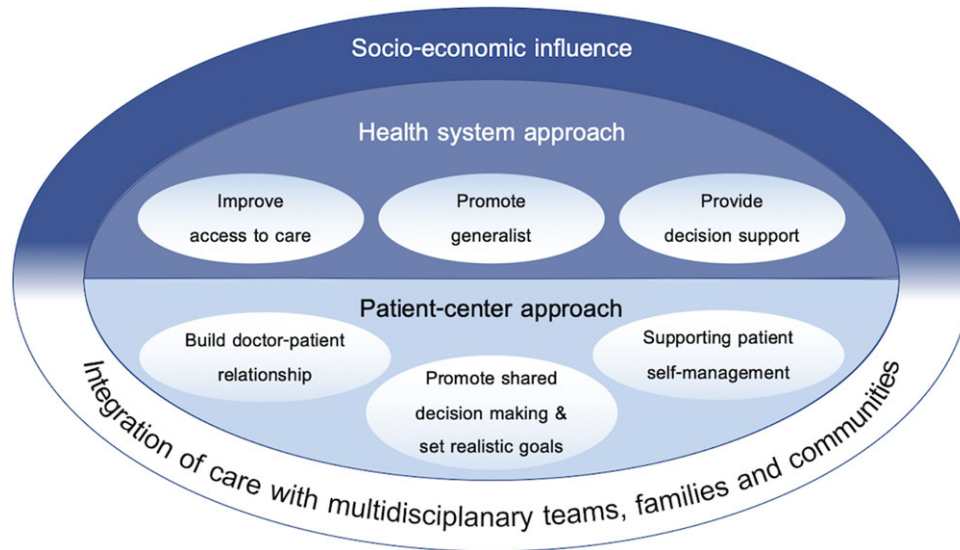 Socio-economic influence
Health system approach
Improve
access to care
Promote
generalist
Provide
decision support
Patient-center approach
Build doctor-patient
relationship
Promote shared
decision making &
set realistic goals
Supporting patient
self-management
Integration of care with multidisciplanary teams, families and communities